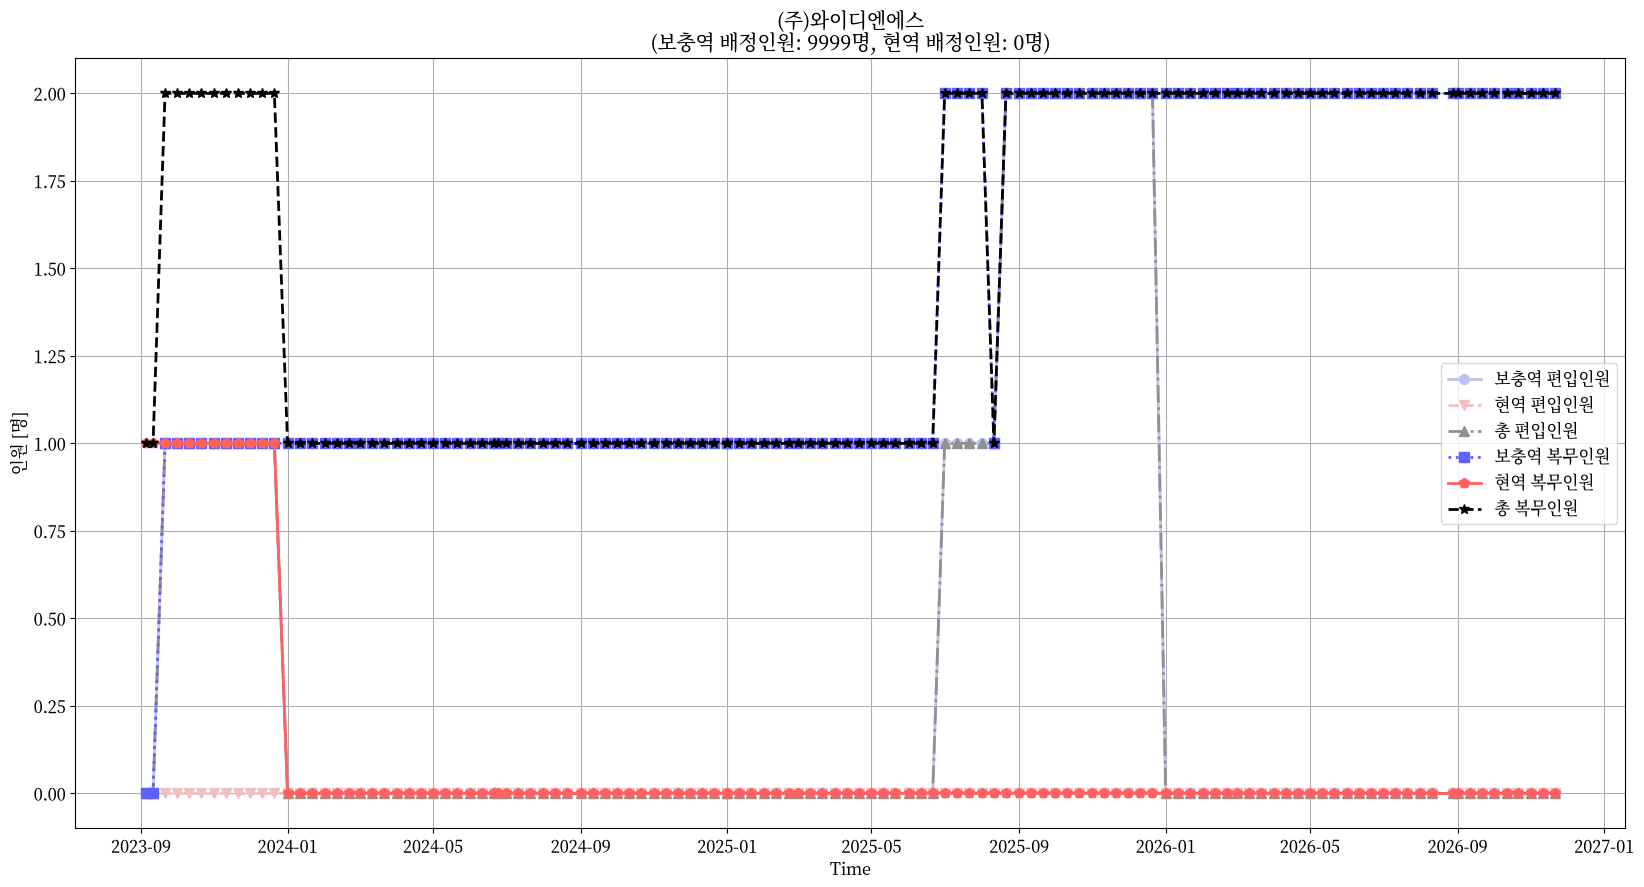 (주)와이디엔에스
(보충역 배정인원: 9999명, 현역 배정인원: 0명)
인원 [명]
2.00
1.75
1.50
1.25
1.00
0.75
0.50
0.25
0.00
보충역 편입인원
현역 편입인원
총 편입인원
보충역 복무인원
현역 복무인원
총 복무인원
2023-09
2024-01
2024-05
2024-09
2025-01
2025-05
2025-09
2026-01
2026-05
2026-09
2027-01
Time